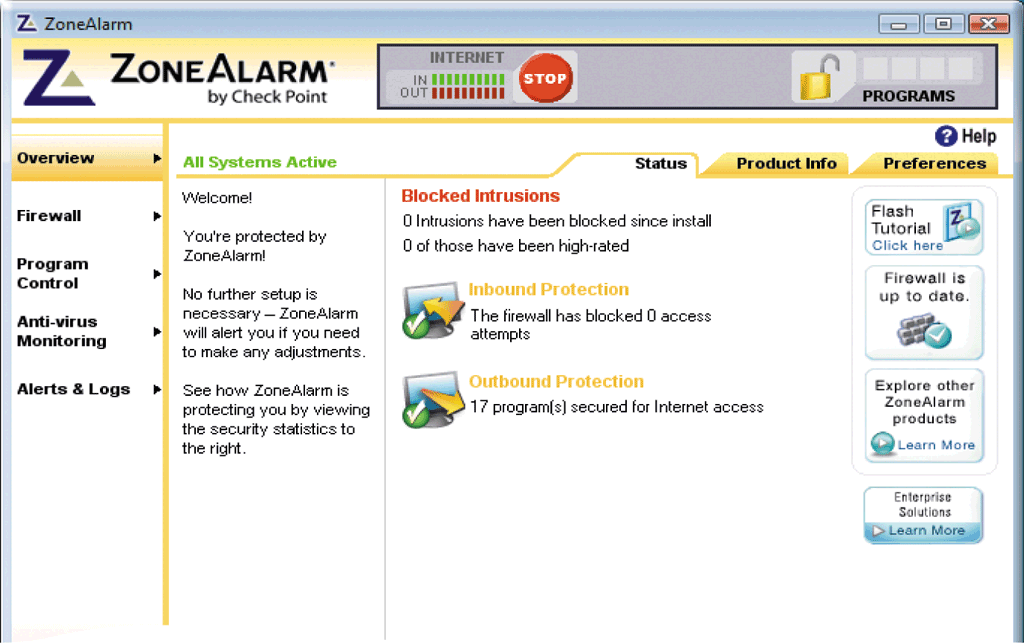 ZoneAlarm
ZONEALARM
by Check Point
INTERNET
IN
OUT
STOP
PROGRAMS
Help
Overview
Firewall
Program
Control
Anti-virus
Monitoring
Alerts & Logs
All Systems Active
Status
Product Info
Preferences
Welcome!
You're protected by
ZoneAlarm!
No further setup is
necessary – ZoneAlarm
will alert you if you need
to make any adjustments.
See how ZoneAlarm is
protecting you by viewing
the security statistics to
the right.
Blocked Intrusions
0 Intrusions have been blocked since install
0 of those have been high-rated
Inbound Protection
The firewall has blocked 0 access
attempts
Outbound Protection
17 program(s) secured for Internet access
Flash
Tutorial
Click here
Firewall is
up to date.
Explore other
ZoneAlarm
products
Learn More
Enterprise
Solutions
Learn More